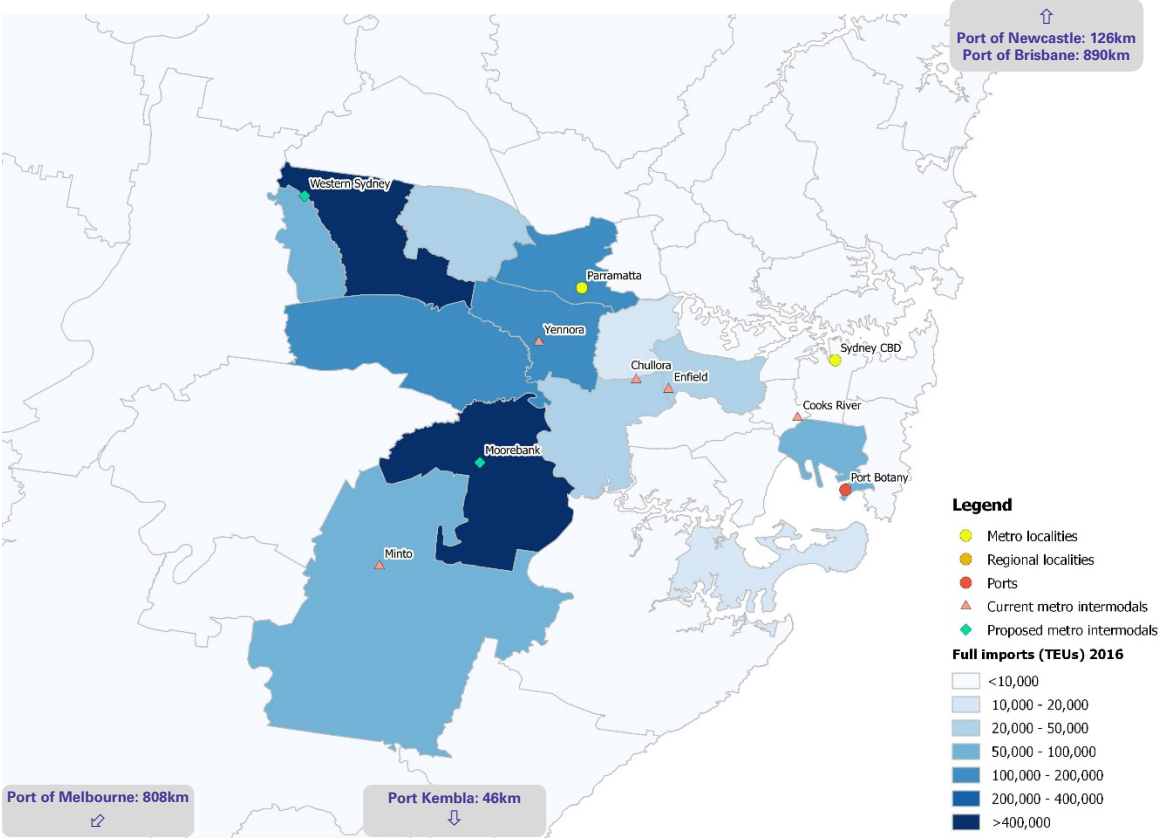 ⇧
Port of Newcastle: 126km
Port of Brisbane: 890km
Western Sydney
Parramatta
Yennora
Sydney CBD
Chullora
Enfield
Cooks River
Moorebank
Port Botany
Minto
Legend
Metro localities
Regional localities
Ports
Current metro intermodals
Proposed metro intermodals
Full imports (TEUs) 2016
<10,000
10,000 - 20,000
20,000 - 50,000
50,000 - 100,000
100,000 - 200,000
200,000 - 400,000
>400,000
Port of Melbourne: 808km
Port Kembla: 46km